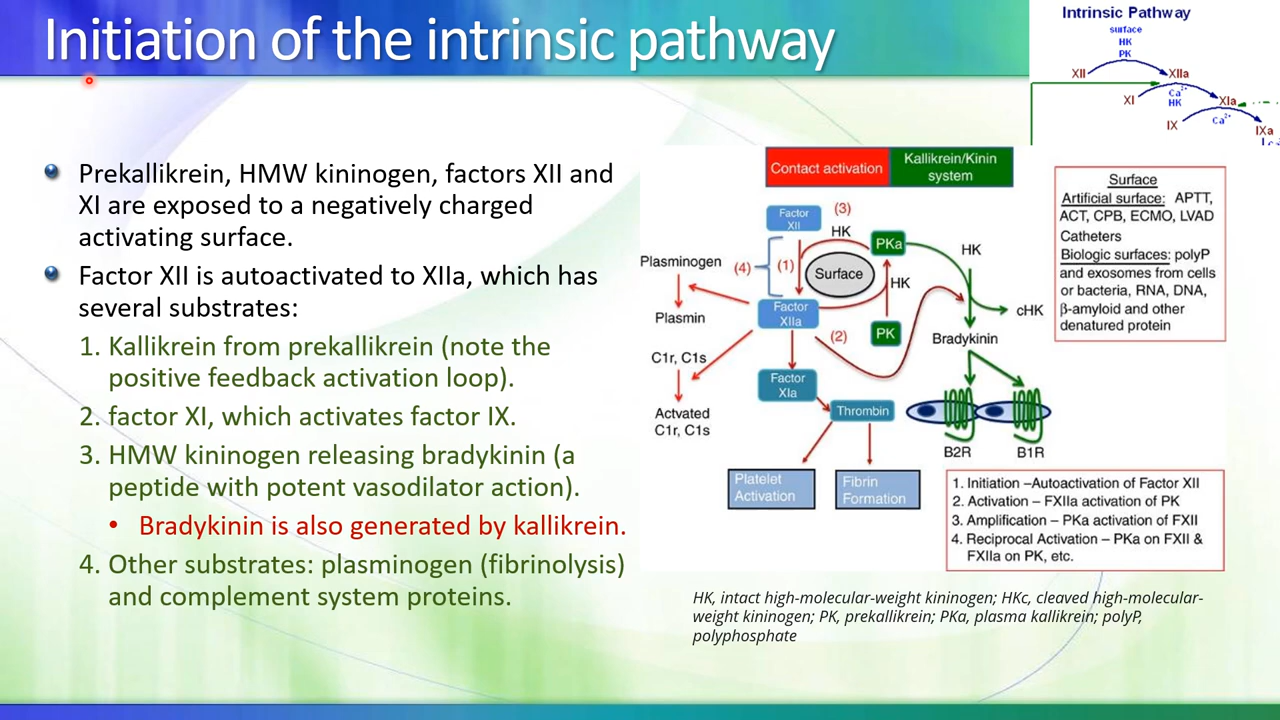 Initiation of the intrinsic pathway
Intrinsic Pathway
surface
HK
PK
XII
XIIa
XI
Ca²⁺
HK
XIa
IX
Ca²⁺
IXa
Prekallikrein, HMW kininogen, factors XII and
XI are exposed to a negatively charged
activating surface.
Factor XII is autoactivated to XIIa, which has
several substrates:
1. Kallikrein from prekallikrein (note the
positive feedback activation loop).
2. factor XI, which activates factor IX.
3. HMW kininogen releasing bradykinin (a
peptide with potent vasodilator action).
• Bradykinin is also generated by kallikrein.
4. Other substrates: plasminogen (fibrinolysis)
and complement system proteins.
Contact activation
Kallikrein/Kinin
system
Factor
XII
(3)
HK
PKa
HK
Plasminogen
(4)
(1)
Surface
HK
Plasmin
Factor
XIIa
(2)
PK
cHK
Bradykinin
C1r, C1s
Factor
XIa
Thrombin
Actvated
C1r, C1s
B2R
B1R
Platelet
Activation
Fibrin
Formation
Surface
Artificial surface: APTT,
ACT, CPB, ECMO, LVAD
Catheters
Biologic surfaces: polyP
and exosomes from cells
or bacteria, RNA, DNA,
β-amyloid and other
denatured protein
1. Initiation –Autoactivation of Factor XII
2. Activation – FXIIa activation of PK
3. Amplification – PKa activation of FXII
4. Reciprocal Activation – PKa on FXII &
FXIIa on PK, etc.
HK, intact high-molecular-weight kininogen; HKc, cleaved high-molecular-
weight kininogen; PK, prekallikrein; PKa, plasma kallikrein; polyP,
polyphosphate